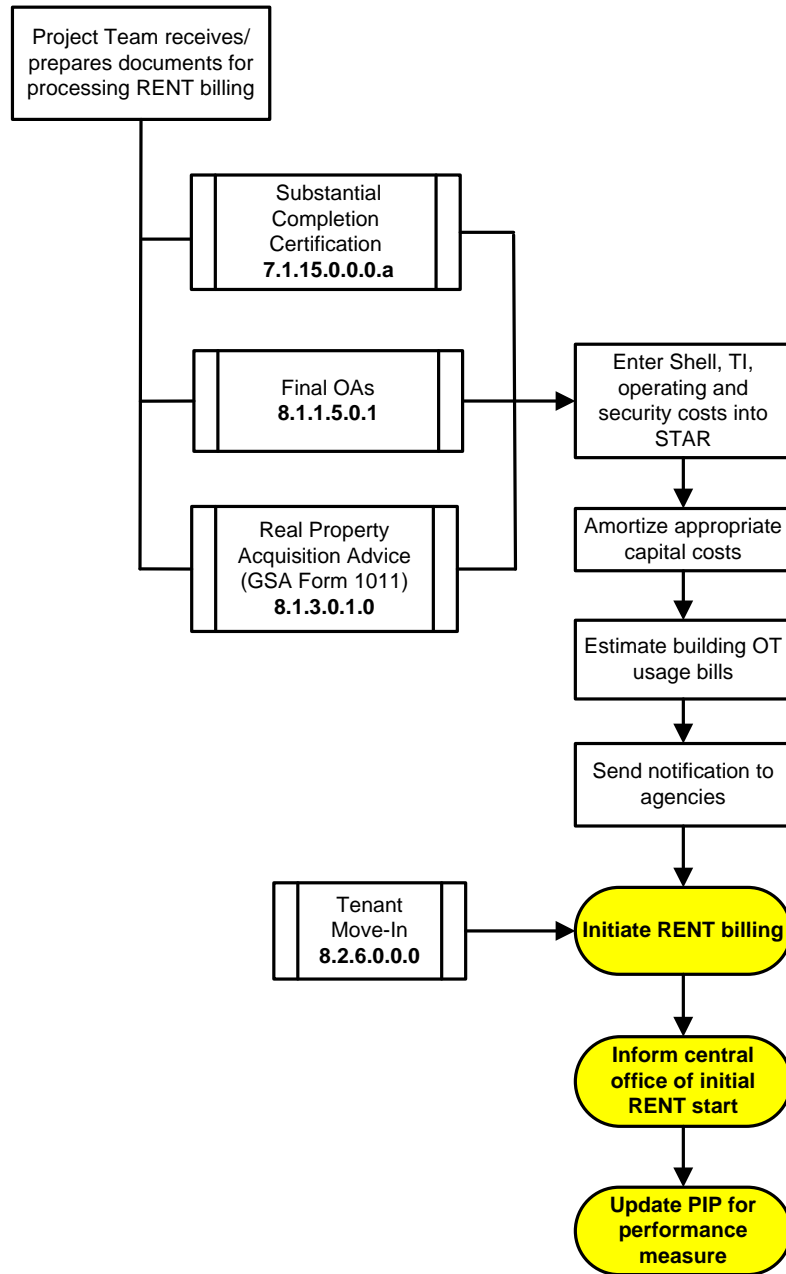 Project Team receives/
prepares documents for
processing RENT billing
Substantial
Completion
Certification
7.1.15.0.0.0.a
Final OAs
8.1.1.5.0.1
Real Property
Acquisition Advice
(GSA Form 1011)
8.1.3.0.1.0
Enter Shell, TI,
operating and
security costs into
STAR
Amortize appropriate
capital costs
Estimate building OT
usage bills
Send notification to
agencies
Tenant
Move-In
8.2.6.0.0.0
Initiate RENT billing
Inform central
office of initial
RENT start
Update PIP for
performance
measure